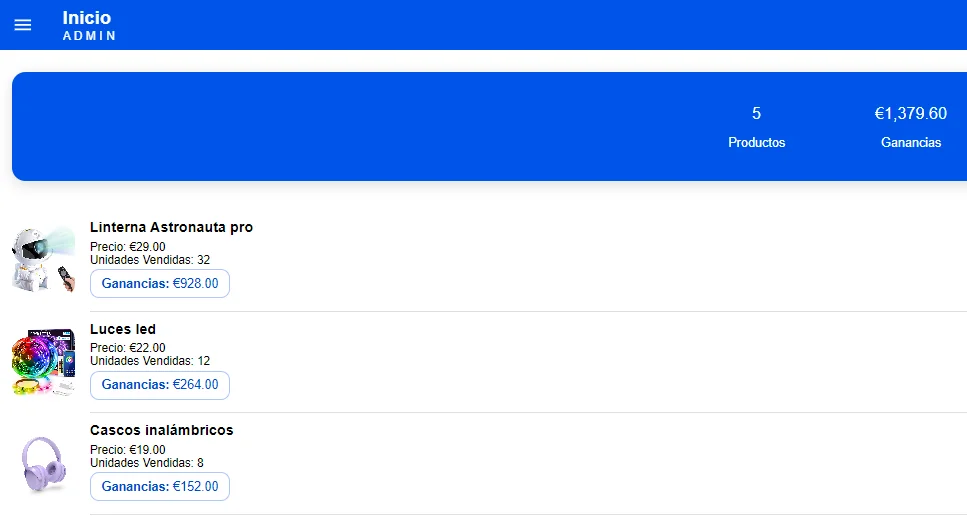 Inicio
ADMIN
5
€1,379.60
Productos
Ganancias
Linterna Astronauta pro
Precio: €29.00
Unidades Vendidas: 32
Ganancias: €928.00
Luces led
Precio: €22.00
Unidades Vendidas: 12
Ganancias: €264.00
Cascos inalámbricos
Precio: €19.00
Unidades Vendidas: 8
Ganancias: €152.00